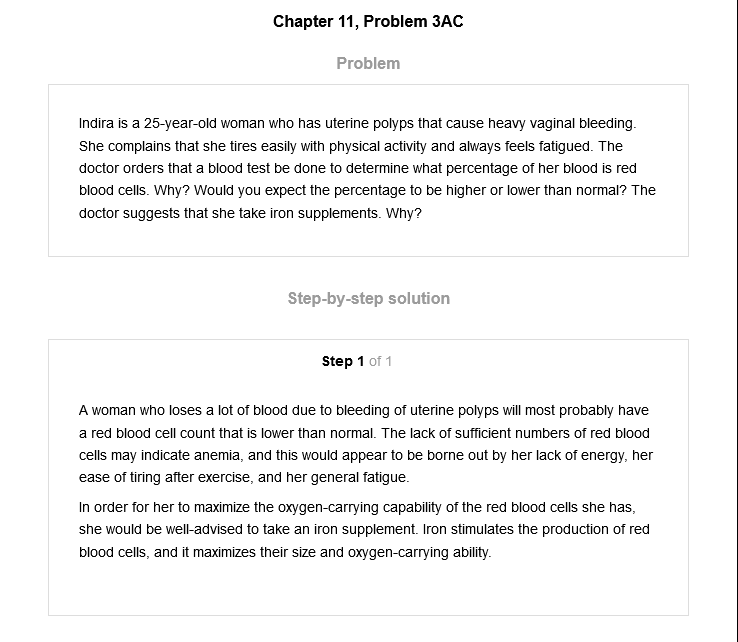 Chapter 11, Problem 3AC
Problem
Indira is a 25-year-old woman who has uterine polyps that cause heavy vaginal bleeding.
She complains that she tires easily with physical activity and always feels fatigued. The
doctor orders that a blood test be done to determine what percentage of her blood is red
blood cells. Why? Would you expect the percentage to be higher or lower than normal? The
doctor suggests that she take iron supplements. Why?
Step-by-step solution
Step 1 of 1
A woman who loses a lot of blood due to bleeding of uterine polyps will most probably have
a red blood cell count that is lower than normal. The lack of sufficient numbers of red blood
cells may indicate anemia, and this would appear to be borne out by her lack of energy, her
ease of tiring after exercise, and her general fatigue.
In order for her to maximize the oxygen-carrying capability of the red blood cells she has,
she would be well-advised to take an iron supplement. Iron stimulates the production of red
blood cells, and it maximizes their size and oxygen-carrying ability.